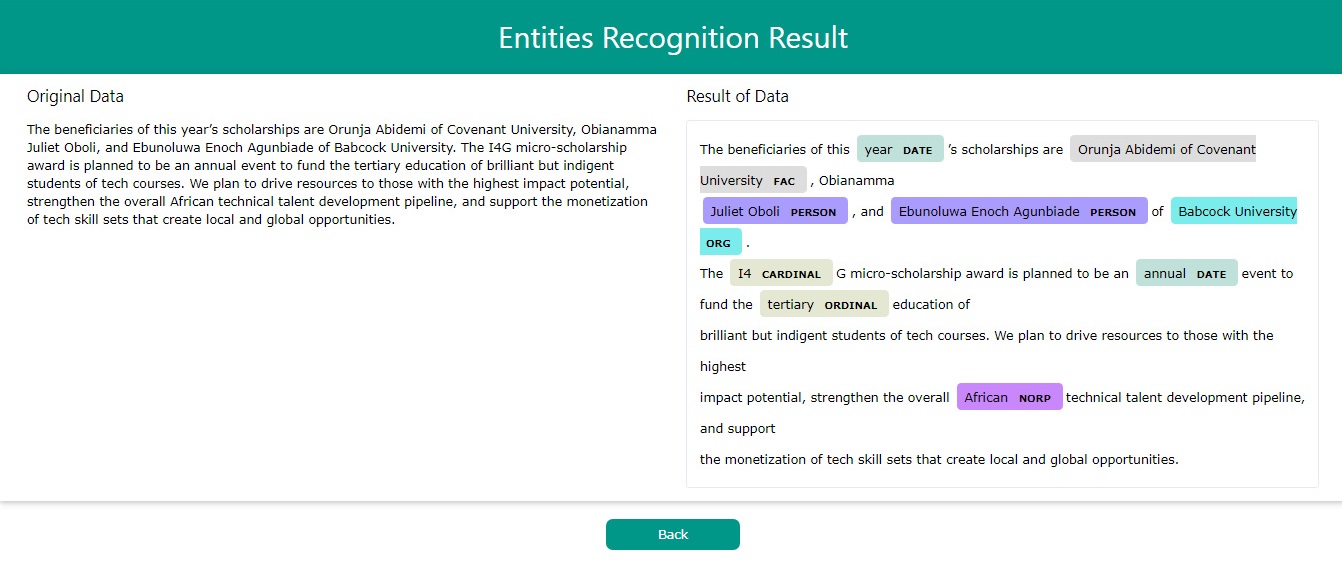 Entities Recognition Result
Original Data
The beneficiaries of this year’s scholarships are Orunja Abidemi of Covenant University, Obianamma
Juliet Oboli, and Ebunoluwa Enoch Agunbiade of Babcock University. The I4G micro-scholarship
award is planned to be an annual event to fund the tertiary education of brilliant but indigent
students of tech courses. We plan to drive resources to those with the highest impact potential,
strengthen the overall African technical talent development pipeline, and support the monetization
of tech skill sets that create local and global opportunities.
Result of Data
The beneficiaries of this year DATE ’s scholarships are Orunja Abidemi of Covenant
University FAC , Obianamma
Juliet Oboli PERSON , and Ebunoluwa Enoch Agunbiade PERSON of Babcock University
ORG .
The I4 CARDINAL G micro-scholarship award is planned to be an annual DATE event to
fund the tertiary ORDINAL education of
brilliant but indigent students of tech courses. We plan to drive resources to those with the
highest
impact potential, strengthen the overall African NORP technical talent development pipeline,
and support
the monetization of tech skill sets that create local and global opportunities.
Back